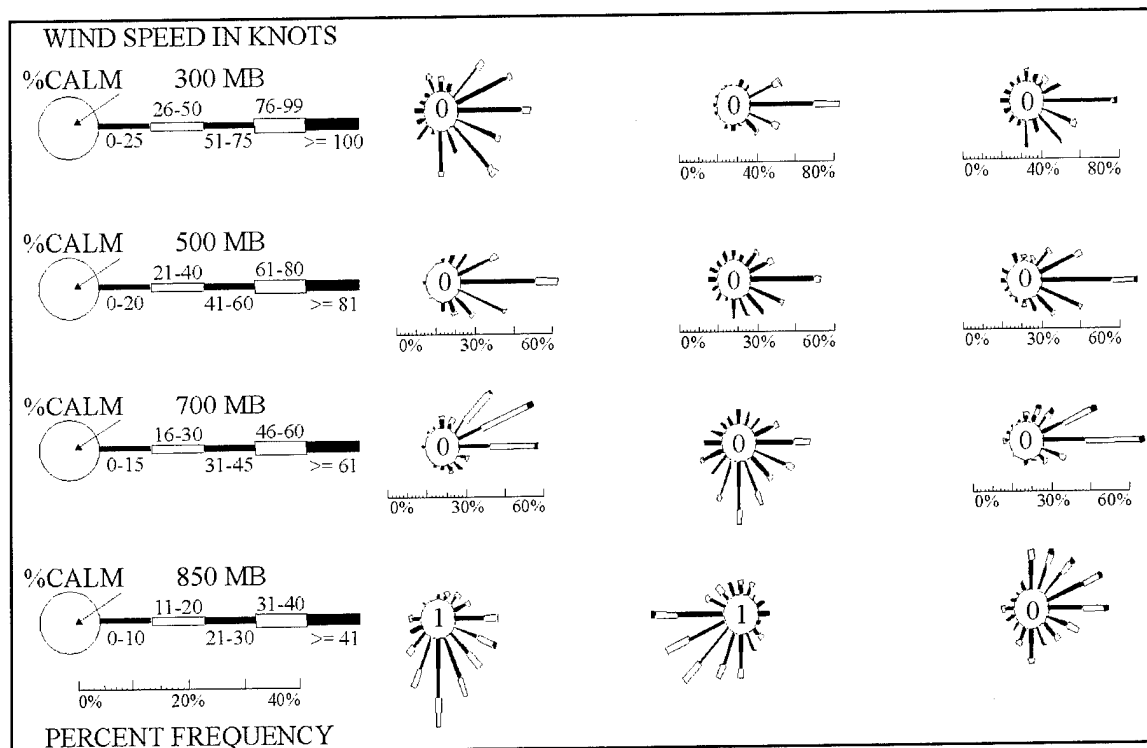 WIND SPEED IN KNOTS
%CALM 300 MB
26-50 76-99
0-25 51-75 >= 100
0 0 0
0% 40% 80% 0% 40% 80%
%CALM 500 MB
21-40 61-80
0-20 41-60 >= 81
0 0 0
0% 30% 60% 0% 30% 60% 0% 30% 60%
%CALM 700 MB
16-30 46-60
0-15 31-45 >= 61
0 0 0
0% 30% 60% 0% 30% 60%
%CALM 850 MB
11-20 31-40
0-10 21-30 >= 41
1 1 0
0% 20% 40%
PERCENT FREQUENCY